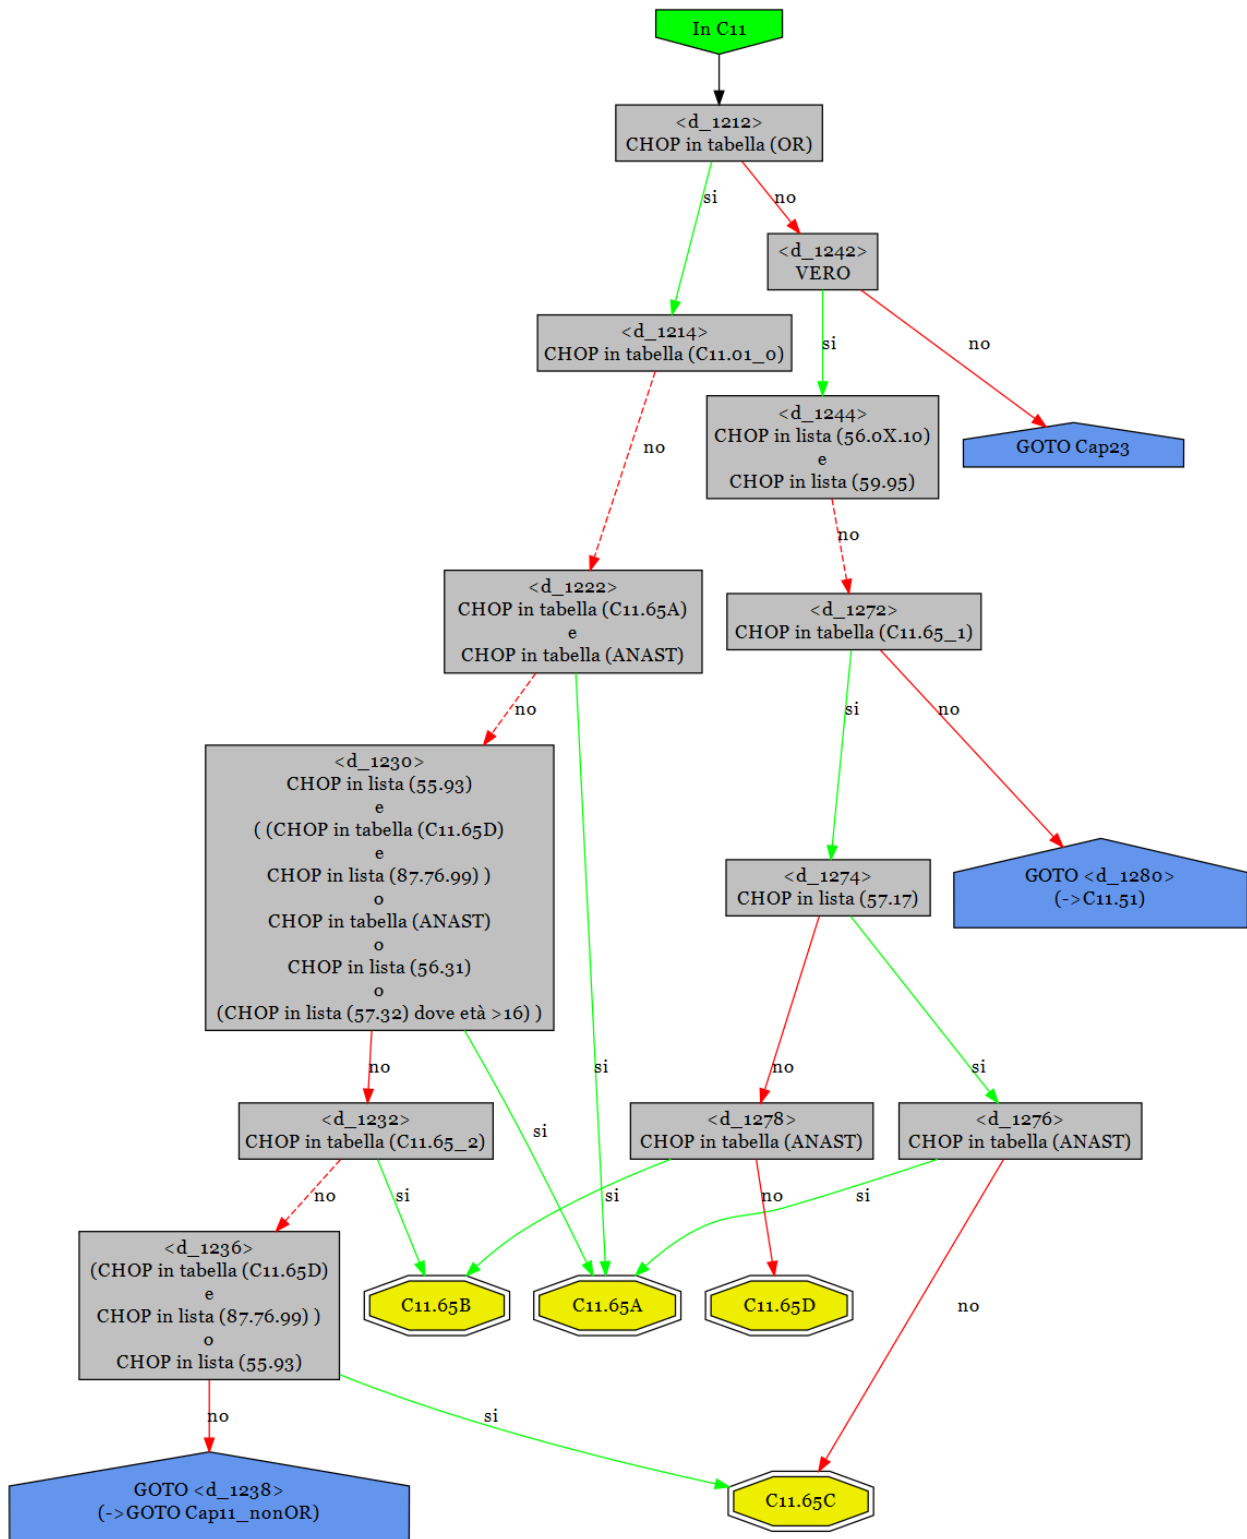 In C11
<d_1212>
CHOP in tabella (OR)
si
no
<d_1242>
VERO
<d_1214>
CHOP in tabella (C11.01_0)
si
no
<d_1244>
CHOP in lista (56.0X.10)
e
CHOP in lista (59.95)
GOTO Cap23
no
no
<d_1222>
CHOP in tabella (C11.65A)
e
CHOP in tabella (ANAST)
<d_1272>
CHOP in tabella (C11.65_1)
no
si
no
<d_1230>
CHOP in lista (55.93)
e
( (CHOP in tabella (C11.65D)
e
CHOP in lista (87.76.99) )
o
CHOP in tabella (ANAST)
o
CHOP in lista (56.31)
o
(CHOP in lista (57.32) dove età >16) )
<d_1274>
CHOP in lista (57.17)
GOTO <d_1280>
(->C11.51)
no
si
no
si
<d_1232>
CHOP in tabella (C11.65_2)
si
<d_1278>
CHOP in tabella (ANAST)
<d_1276>
CHOP in tabella (ANAST)
no
si
si
no
si
<d_1236>
(CHOP in tabella (C11.65D)
e
CHOP in lista (87.76.99) )
o
CHOP in lista (55.93)
C11.65B
C11.65A
C11.65D
no
no
si
GOTO <d_1238>
(->GOTO Cap11_nonOR)
C11.65C